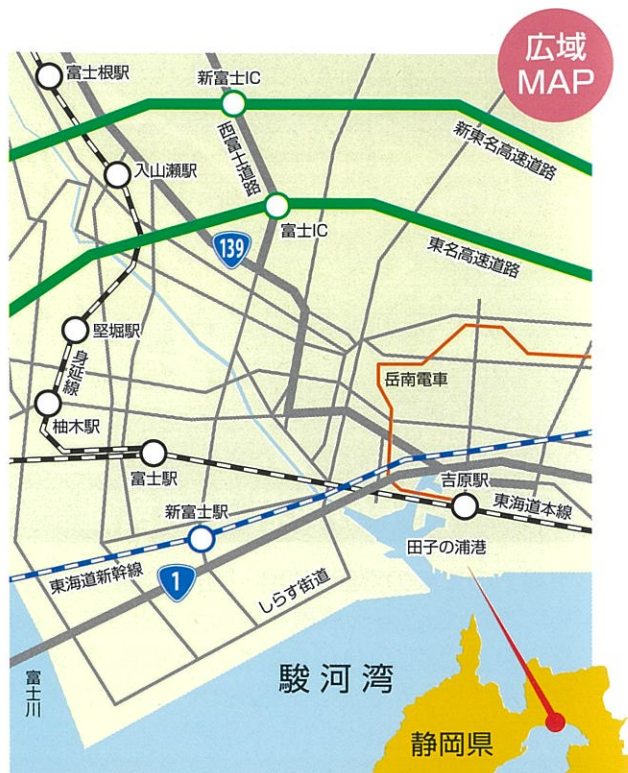 広域
MAP
富士根駅
新富士IC
西富士道路
新東名高速道路
入山瀬駅
富士IC
139
東名高速道路
竪堀駅
身延線
岳南電車
柚木駅
富士駅
吉原駅
東海道本線
新富士駅
田子の浦港
東海道新幹線
1
しらす街道
富士川
駿河湾
静岡県